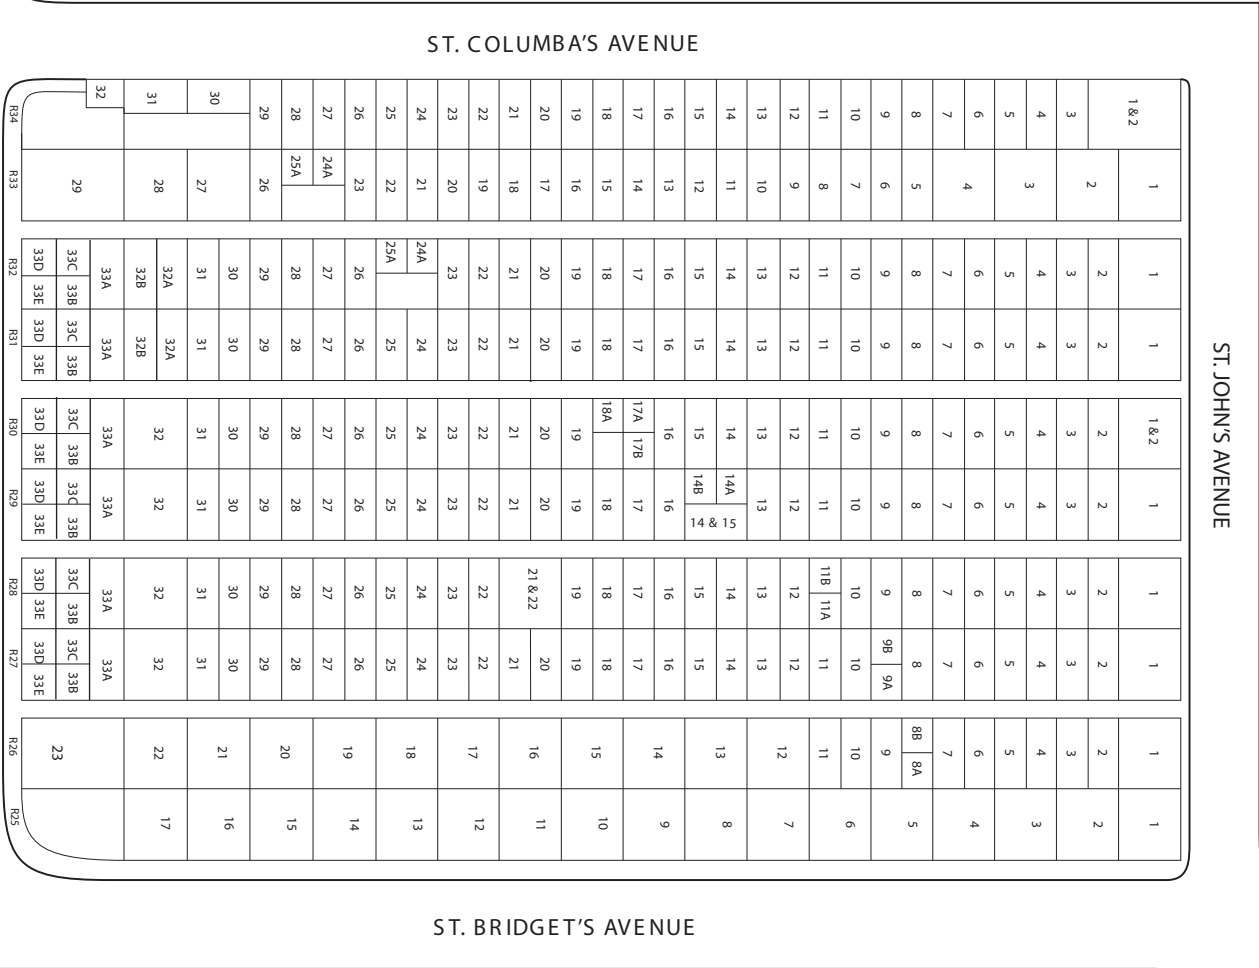 ST. COLUMBA'S AVENUE
R34 32 31 30 29 28 27 26 25 24 23 22 21 20 19 18 17 16 15 14 13 12 11 10 9 8 7 6 5 4 3 1 & 2
R33 29 28 27 26 25A 24A 23 22 21 20 19 18 17 16 15 14 13 12 11 10 9 8 7 6 5 4 3 2 1
R32 33D 33C 33A 32B 32A 31 30 29 28 27 26 25A 24A 23 22 21 20 19 18 17 16 15 14 13 12 11 10 9 8 7 6 5 4 3 2 1
33E 33B
R31 33D 33C 33A 32B 32A 31 30 29 28 27 26 25 24 23 22 21 20 19 18 17 16 15 14 13 12 11 10 9 8 7 6 5 4 3 2 1
33E 33B
R30 33D 33C 33A 32 31 30 29 28 27 26 25 24 23 22 21 20 19 18A 17A 16 15 14 13 12 11 10 9 8 7 6 5 4 3 2 1 & 2
33E 33B 17B
R29 33D 33C 33A 32 31 30 29 28 27 26 25 24 23 22 21 20 19 18 17 16 14B 14A 13 12 11 10 9 8 7 6 5 4 3 2 1
33E 33B 14 & 15
R28 33D 33C 33A 32 31 30 29 28 27 26 25 24 23 22 21 & 22 19 18 17 16 15 14 13 12 11B 10 9 8 7 6 5 4 3 2 1
33E 33B 11A
R27 33D 33C 33A 32 31 30 29 28 27 26 25 24 23 22 21 20 19 18 17 16 15 14 13 12 11 10 9B 8 7 6 5 4 3 2 1
33E 33B 9A
R26 23 22 21 20 19 18 17 16 15 14 13 12 11 10 9 8B 7 6 5 4 3 2 1
8A
R25 17 16 15 14 13 12 11 10 9 8 7 6 5 4 3 2 1
ST. JOHN'S AVENUE
ST. BRIDGET'S AVENUE